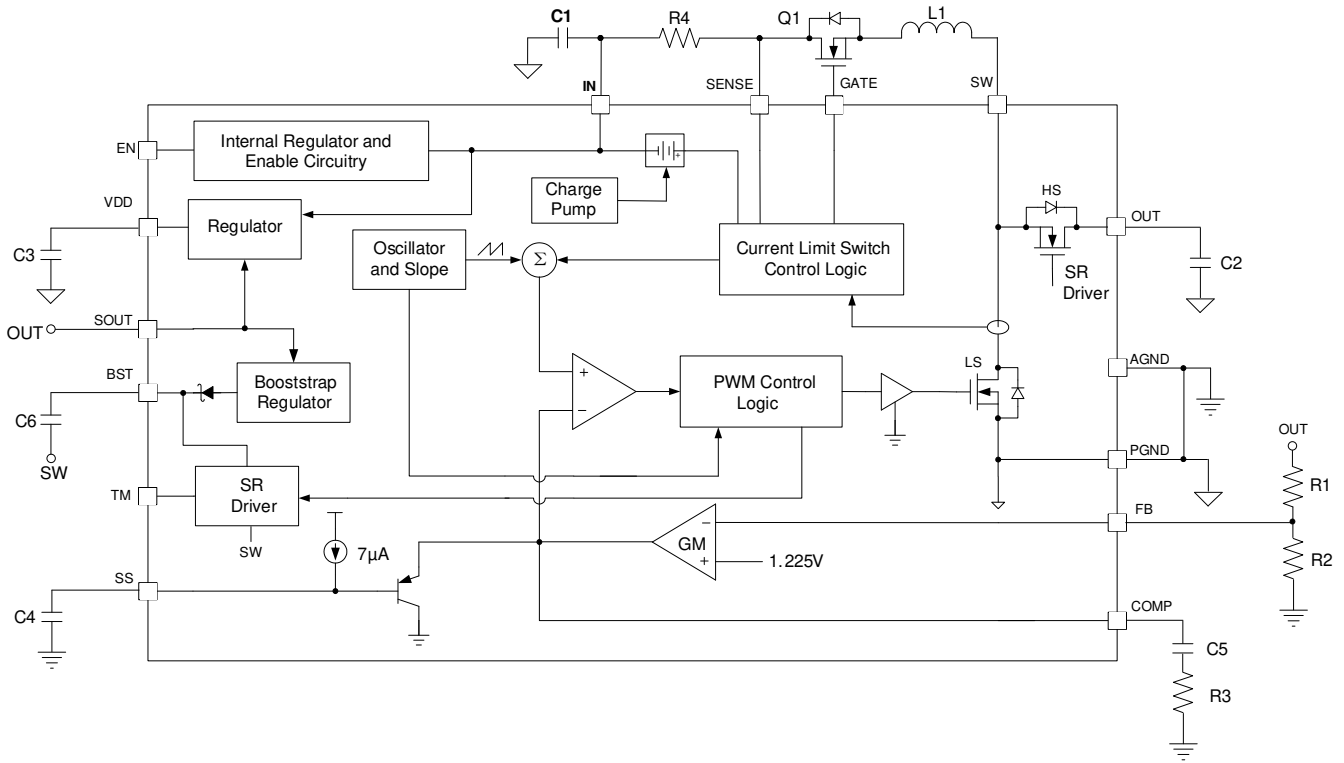 C1
R4
Q1
L1
IN
SENSE
GATE
SW
EN
Internal Regulator and
Enable Circuitry
Charge
Pump
VDD
Regulator
C3
Oscillator
and Slope
Σ
Current Limit Switch
Control Logic
HS
OUT
SR
Driver
C2
OUT
SOUT
BST
Booststrap
Regulator
C6
SW
+
−
PWM Control
Logic
LS
AGND
PGND
OUT
R1
TM
SR
Driver
SW
7µA
GM
−
+
1.225V
FB
R2
SS
C4
COMP
C5
R3
+